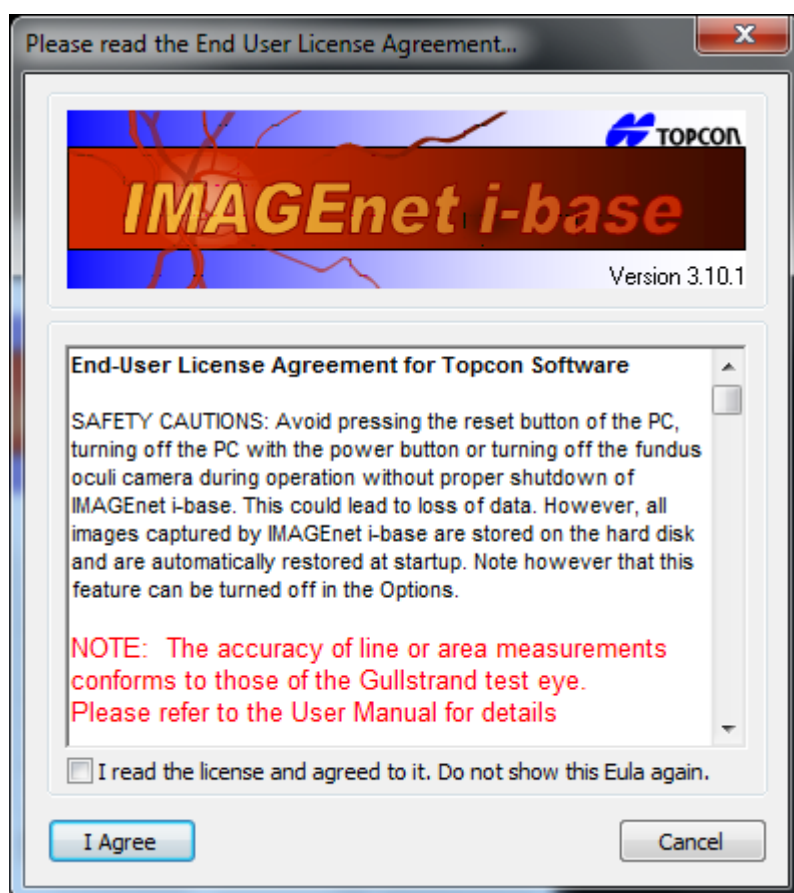 Please read the End User License Agreement...
TOPCON
IMAGEnet i-base
Version 3.10.1
End-User License Agreement for Topcon Software
SAFETY CAUTIONS: Avoid pressing the reset button of the PC,
turning off the PC with the power button or turning off the fundus
oculi camera during operation without proper shutdown of
IMAGEnet i-base. This could lead to loss of data. However, all
images captured by IMAGEnet i-base are stored on the hard disk
and are automatically restored at startup. Note however that this
feature can be turned off in the Options.
NOTE: The accuracy of line or area measurements
conforms to those of the Gullstrand test eye.
Please refer to the User Manual for details
I read the license and agreed to it. Do not show this Eula again.
I Agree
Cancel